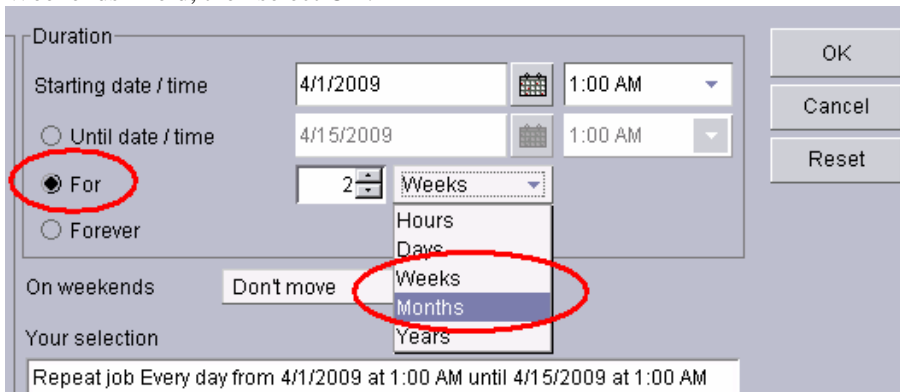 Duration
OK
Starting date / time 4/1/2009 1:00 AM
Cancel
Until date / time 4/15/2009 1:00 AM
Reset
For 2 Weeks
Hours
Forever
Days
Weeks
On weekends Don't move
Months
Years
Your selection
Repeat job Every day from 4/1/2009 at 1:00 AM until 4/15/2009 at 1:00 AM